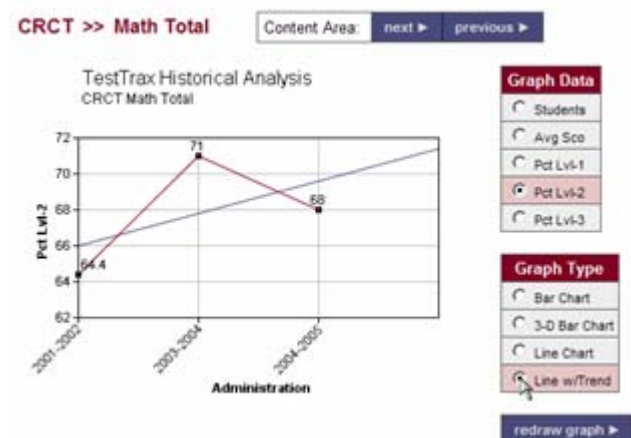 CRCT >> Math Total
Content Area: next previous
TestTrax Historical Analysis
CRCT Math Total
72
70
68
66
64
62
71
68
64.4
Pct Lvl-2
2001-2002
2003-2004
2004-2005
Administration
Graph Data
Students
Avg Sco
Pct Lvl-1
Pct Lvl-2
Pct Lvl-3
Graph Type
Bar Chart
3-D Bar Chart
Line Chart
Line w/Trend
redraw graph